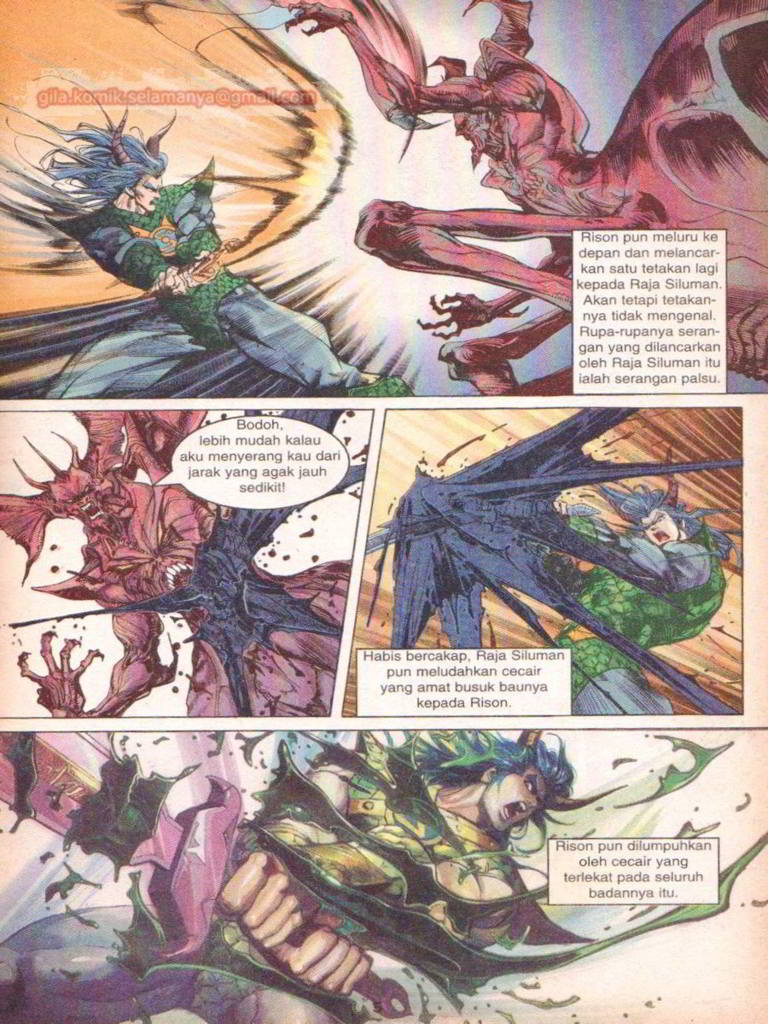 gila.komik.selamanya@gmail.com
Rison pun meluru ke
depan dan melancar-
kan satu tetakan lagi
kepada Raja Siluman.
Akan tetapi tetakan-
nya tidak mengenal.
Rupa-rupanya seran-
gan yang dilancarkan
oleh Raja Siluman itu
ialah serangan palsu.
Bodoh,
lebih mudah kalau
aku menyerang kau dari
jarak yang agak jauh
sedikit!
Habis bercakap, Raja Siluman
pun meludahkan cecair
yang amat busuk baunya
kepada Rison.
Rison pun dilumpuhkan
oleh cecair yang
terlekat pada seluruh
badannya itu.